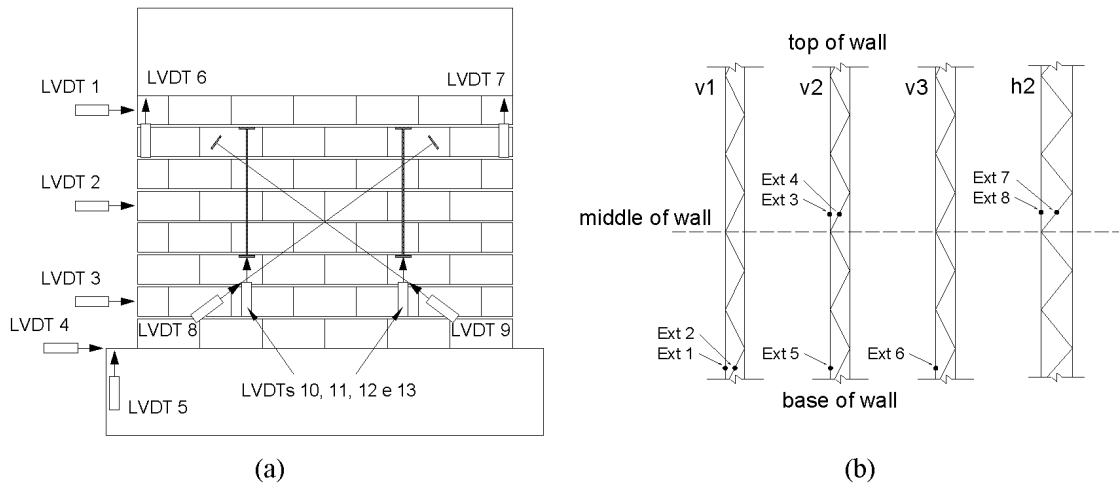 LVDT 1
LVDT 6
LVDT 7
LVDT 2
LVDT 3
LVDT 4
LVDT 8
LVDT 9
LVDTs 10, 11, 12 e 13
LVDT 5
(a)
top of wall
v1
v2
v3
h2
Ext 4
Ext 3
Ext 7
Ext 8
middle of wall
Ext 2
Ext 1
Ext 5
Ext 6
base of wall
(b)